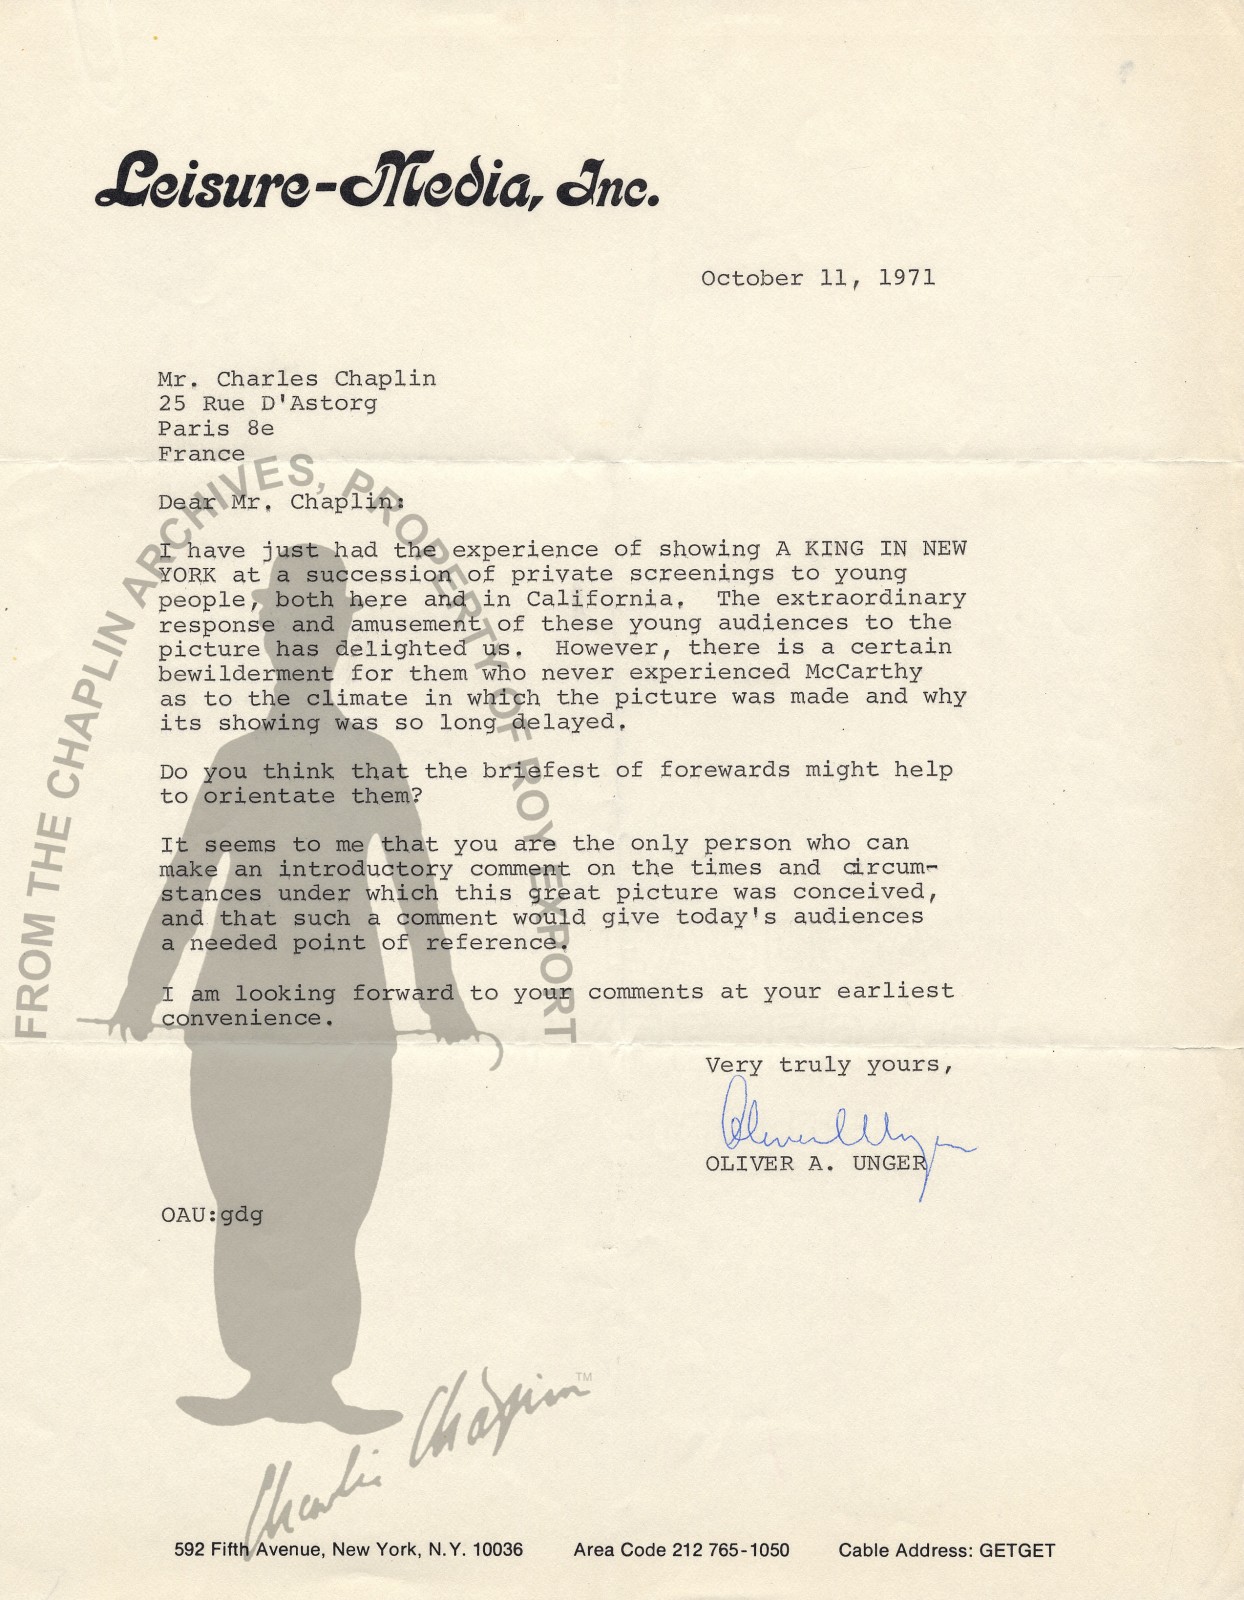 Leisure-Media, Inc.
October 11, 1971
Mr. Charles Chaplin
25 Rue D'Astorg
Paris 8e
France
Dear Mr. Chaplin:
I have just had the experience of showing A KING IN NEW
YORK at a succession of private screenings to young
people, both here and in California. The extraordinary
response and amusement of these young audiences to the
picture has delighted us. However, there is a certain
bewilderment for them who never experienced McCarthy
as to the climate in which the picture was made and why
its showing was so long delayed.
Do you think that the briefest of forewards might help
to orientate them?
It seems to me that you are the only person who can
make an introductory comment on the times and circum-
stances under which this great picture was conceived,
and that such a comment would give today's audiences
a needed point of reference.
I am looking forward to your comments at your earliest
convenience.
Very truly yours,
Oliver A Unger
OLIVER A. UNGER
OAU:gdg
FROM THE CHAPLIN ARCHIVES, PROPERTY OF ROY EXPORT
Charlie Chaplin TM
592 Fifth Avenue, New York, N.Y. 10036 Area Code 212 765-1050 Cable Address: GETGET